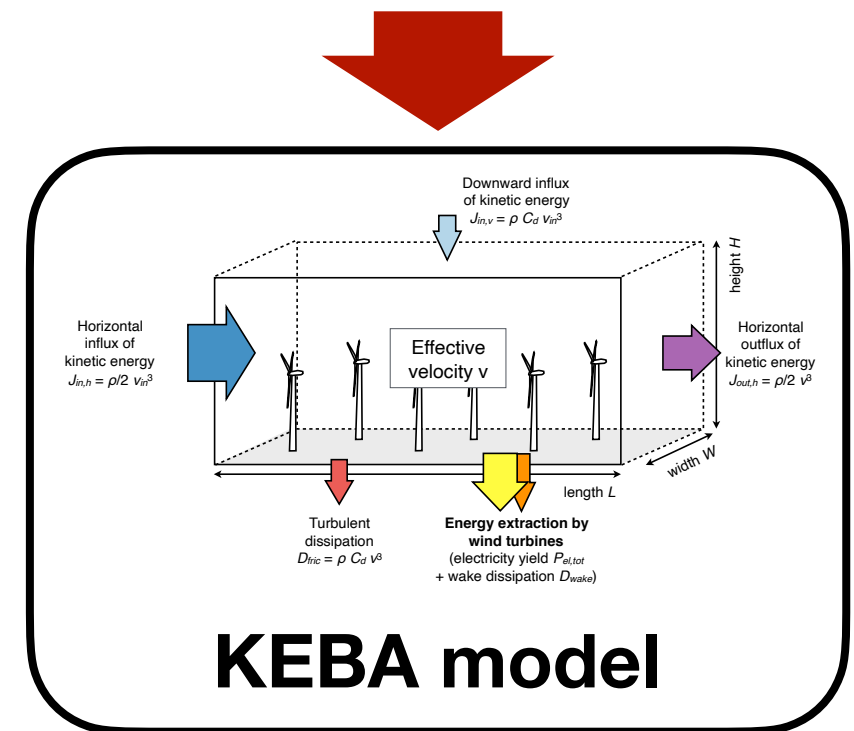 Downward influx
of kinetic energy
Jin,v = ρ Cd vin³
height H
Horizontal
influx of
kinetic energy
Jin,h = ρ/2 vin³
Effective
velocity v
Horizontal
outflux of
kinetic energy
Jout,h = ρ/2 v³
width W
length L
Turbulent
dissipation
Dfric = ρ Cd v³
Energy extraction by
wind turbines
(electricity yield Pel,tot
+ wake dissipation Dwake)
KEBA model